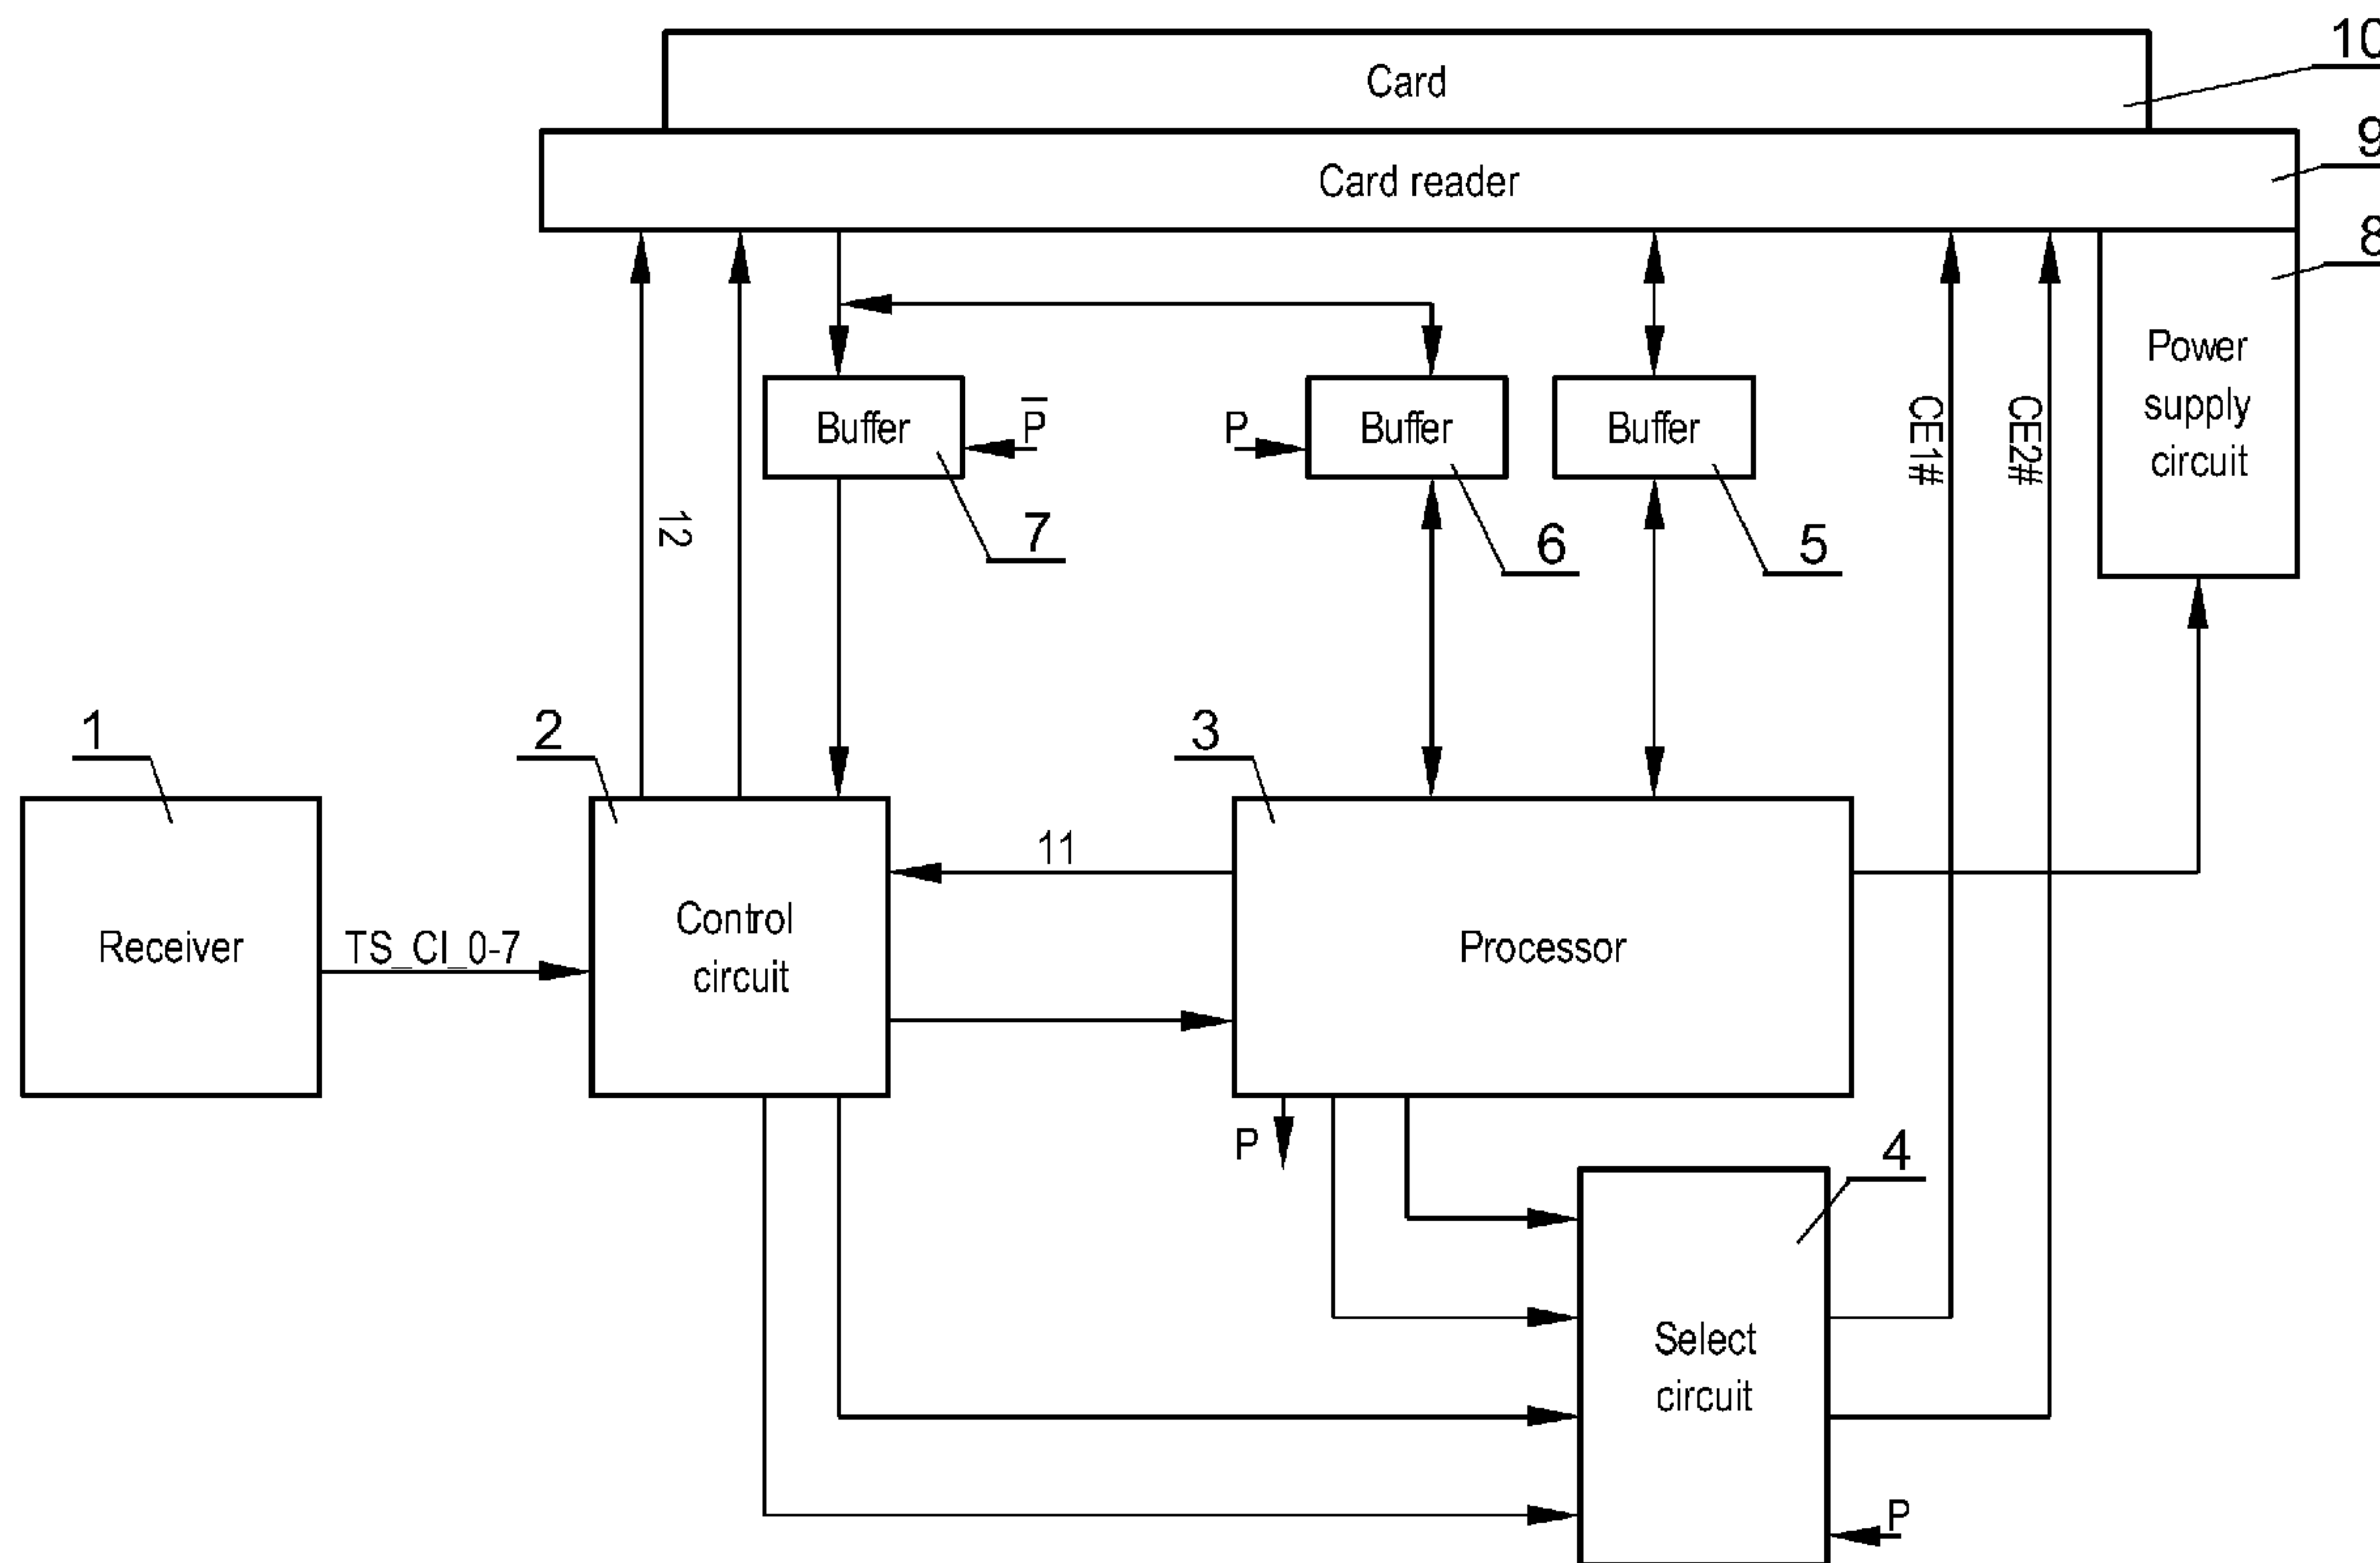 10
Card
9
Card reader
8
Power
supply
circuit
CE1#
CE2#
Buffer
P̅
P
Buffer
Buffer
12
7
6
5
1
2
3
11
Receiver
TS_CI_0-7
Control
circuit
Processor
P
4
Select
circuit
P